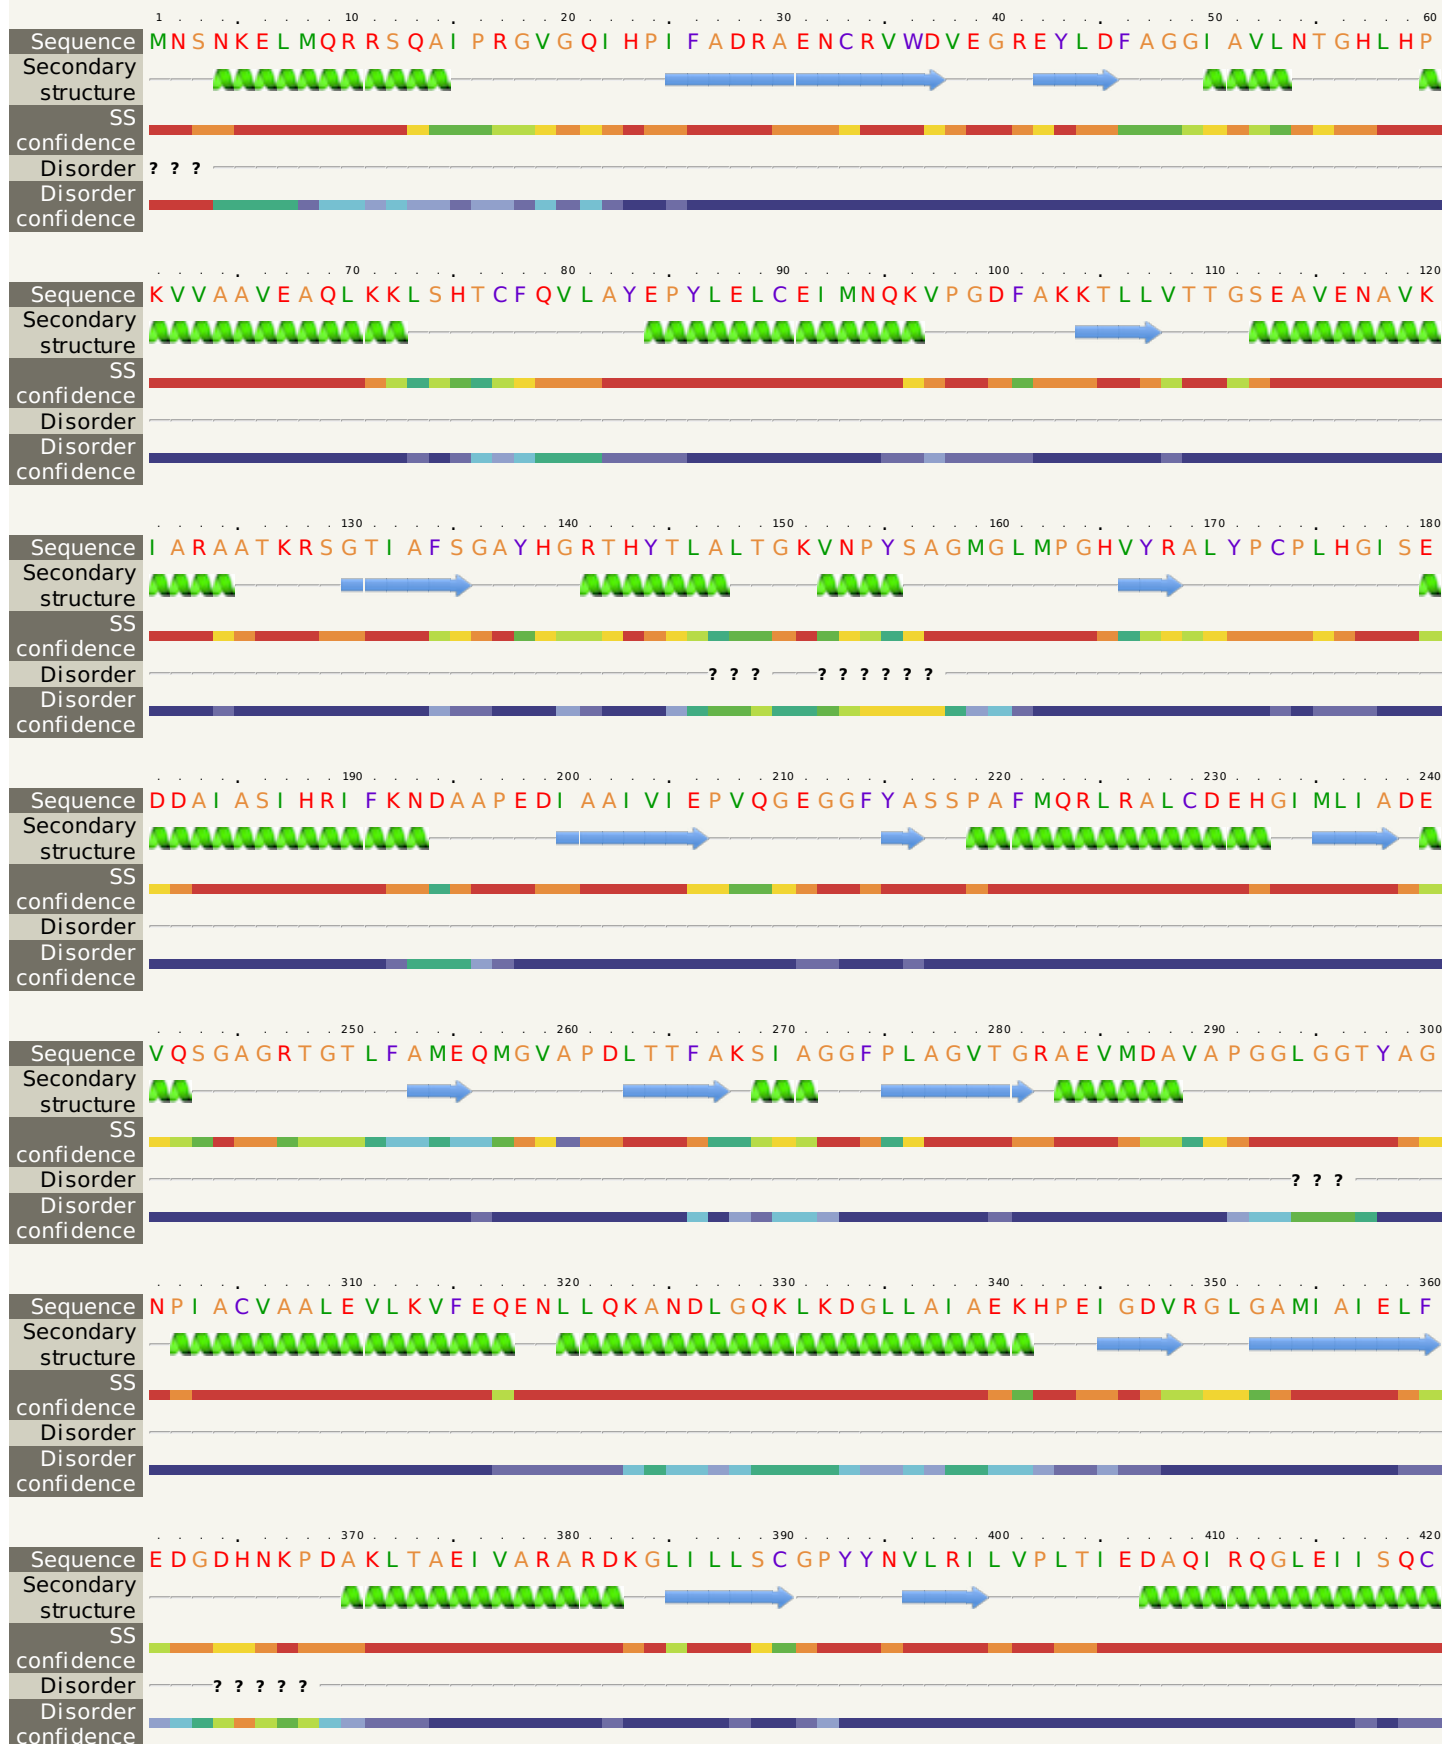 1 10 20 30 40 50 60
Sequence MNSNKELMQRRSQAIPRGVGQIHPIFADRAENCRVWDVEGREYLDFAGGIAVLNTGHLHP
Secondary
structure
SS
confidence
Disorder ? ? ?
Disorder
confidence
70 80 90 100 110 120
Sequence KVVAAVEAQLKKLSHTCFQVLAYEPYLELCEIMNQKVPGDFAKKTLLVTTGSEAVENAVK
Secondary
structure
SS
confidence
Disorder
Disorder
confidence
130 140 150 160 170 180
Sequence IARAATKRSGTIAFSGAYHGRTHYTLALTGKVNPYSAGMGLMPGHVYRALYPCPLHGISE
Secondary
structure
SS
confidence
Disorder ? ? ? ? ? ? ? ? ?
Disorder
confidence
190 200 210 220 230 240
Sequence DDAIASIHRIFKNDAAPEDIAAIVIEPVQGEGGFYASSPAFMQRLRALCDEHGIMLIADE
Secondary
structure
SS
confidence
Disorder
Disorder
confidence
250 260 270 280 290 300
Sequence VQSGAGRTGTLFAMEQMGVAPDLTTFAKSIAGGFPLAGVTGRAEVMDAVAPGGLGGTYAG
Secondary
structure
SS
confidence
Disorder ? ? ?
Disorder
confidence
310 320 330 340 350 360
Sequence NPIACVAALEVLKVFEQENLLQKANDLGQKLKDGLLAIAEKHPEIGDVRGLGAMIAIELF
Secondary
structure
SS
confidence
Disorder
Disorder
confidence
370 380 390 400 410 420
Sequence EDGDHNKPDAKLTAEIVARARDKGLILLSCGPYYNVLRILVPLTIEDAQIRQGLEIISQC
Secondary
structure
SS
confidence
Disorder ? ? ? ? ?
Disorder
confidence